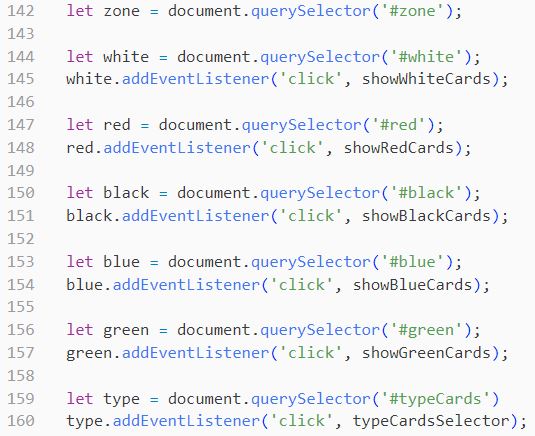 142 let zone = document.querySelector('#zone');
143
144 let white = document.querySelector('#white');
145 white.addEventListener('click', showWhiteCards);
146
147 let red = document.querySelector('#red');
148 red.addEventListener('click', showRedCards);
149
150 let black = document.querySelector('#black');
151 black.addEventListener('click', showBlackCards);
152
153 let blue = document.querySelector('#blue');
154 blue.addEventListener('click', showBlueCards);
155
156 let green = document.querySelector('#green');
157 green.addEventListener('click', showGreenCards);
158
159 let type = document.querySelector('#typeCards')
160 type.addEventListener('click', typeCardsSelector);